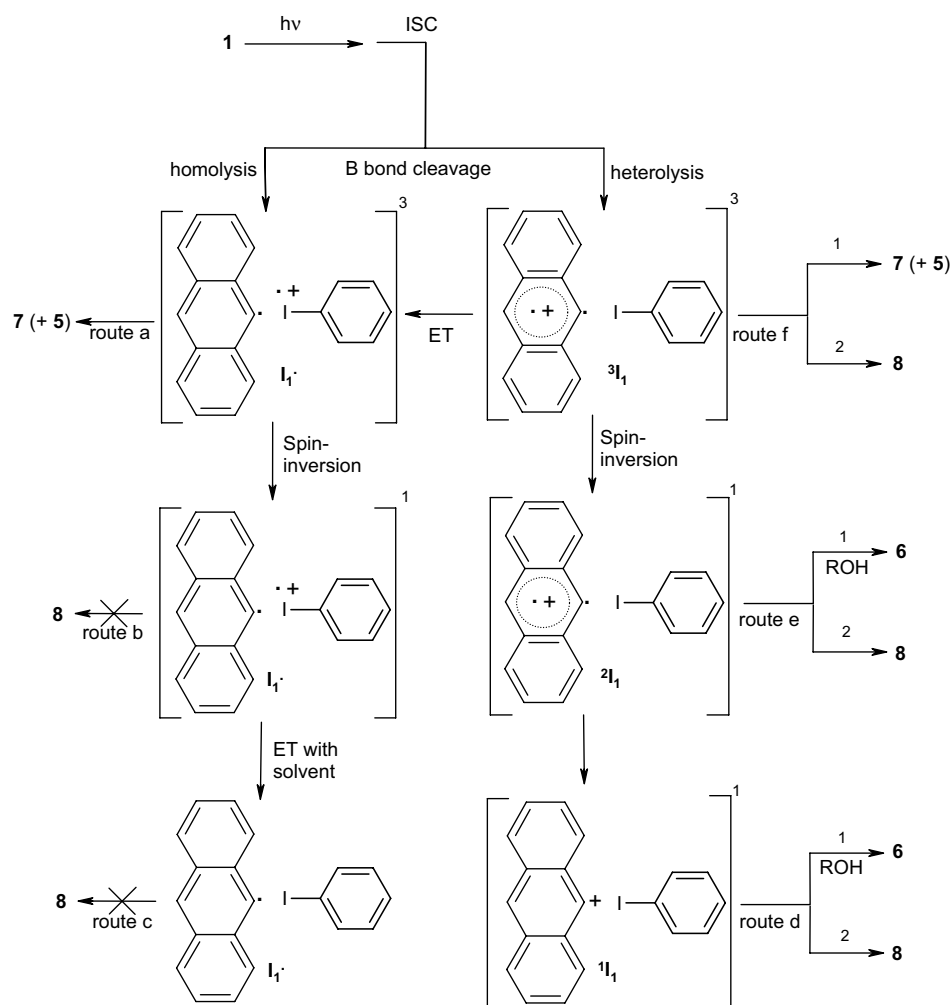 hν
ISC
1
homolysis
B bond cleavage
heterolysis
3
3
· +
·
I
· +
·
I
1
7 (+ 5)
7 (+ 5)
route a
ET
route f
2
8
I₁·
³I₁
Spin-
inversion
Spin-
inversion
1
1
· +
·
I
· +
·
I
1
6
ROH
8
route b
route e
2
8
I₁·
²I₁
ET with
solvent
1
·
I
+
I
1
6
ROH
8
route c
route d
2
8
I₁·
¹I₁